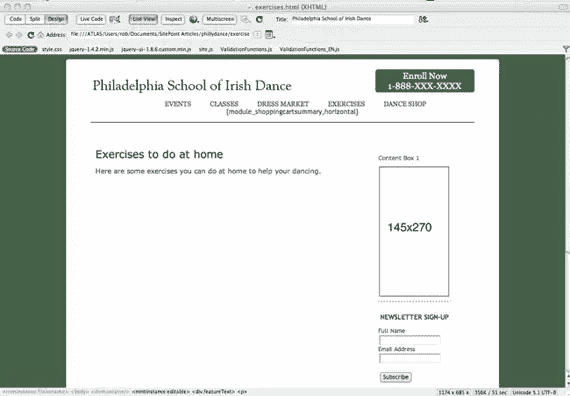 exercises.html (XHTML)
Code Split Design Live Code Live View Inspect Multiscreen Title: Philadelphia School of Irish Dance
Address: file:///ATLAS/Users/rob/Documents/SitePoint Articles/phillydance/exercise
Source Code style.css jquery-1.4.2.min.js jquery-ui-1.8.6.custom.min.js site.js ValidationFunctions.js ValidationFunctions_EN.js
Enroll Now
Philadelphia School of Irish Dance 1-888-XXX-XXXX
EVENTS CLASSES DRESS MARKET EXERCISES DANCE SHOP
{module_shoppingcartsummary,horizontal}
Exercises to do at home
Content Box 1
Here are some exercises you can do at home to help your dancing.
145x270
NEWSLETTER SIGN-UP
Full Name
Email Address
Subscribe
<body> <mmtinstance:editable> <div.featureText> <p> 1174 x 685 356K / 51 sec Unicode 5.1 UTF-8